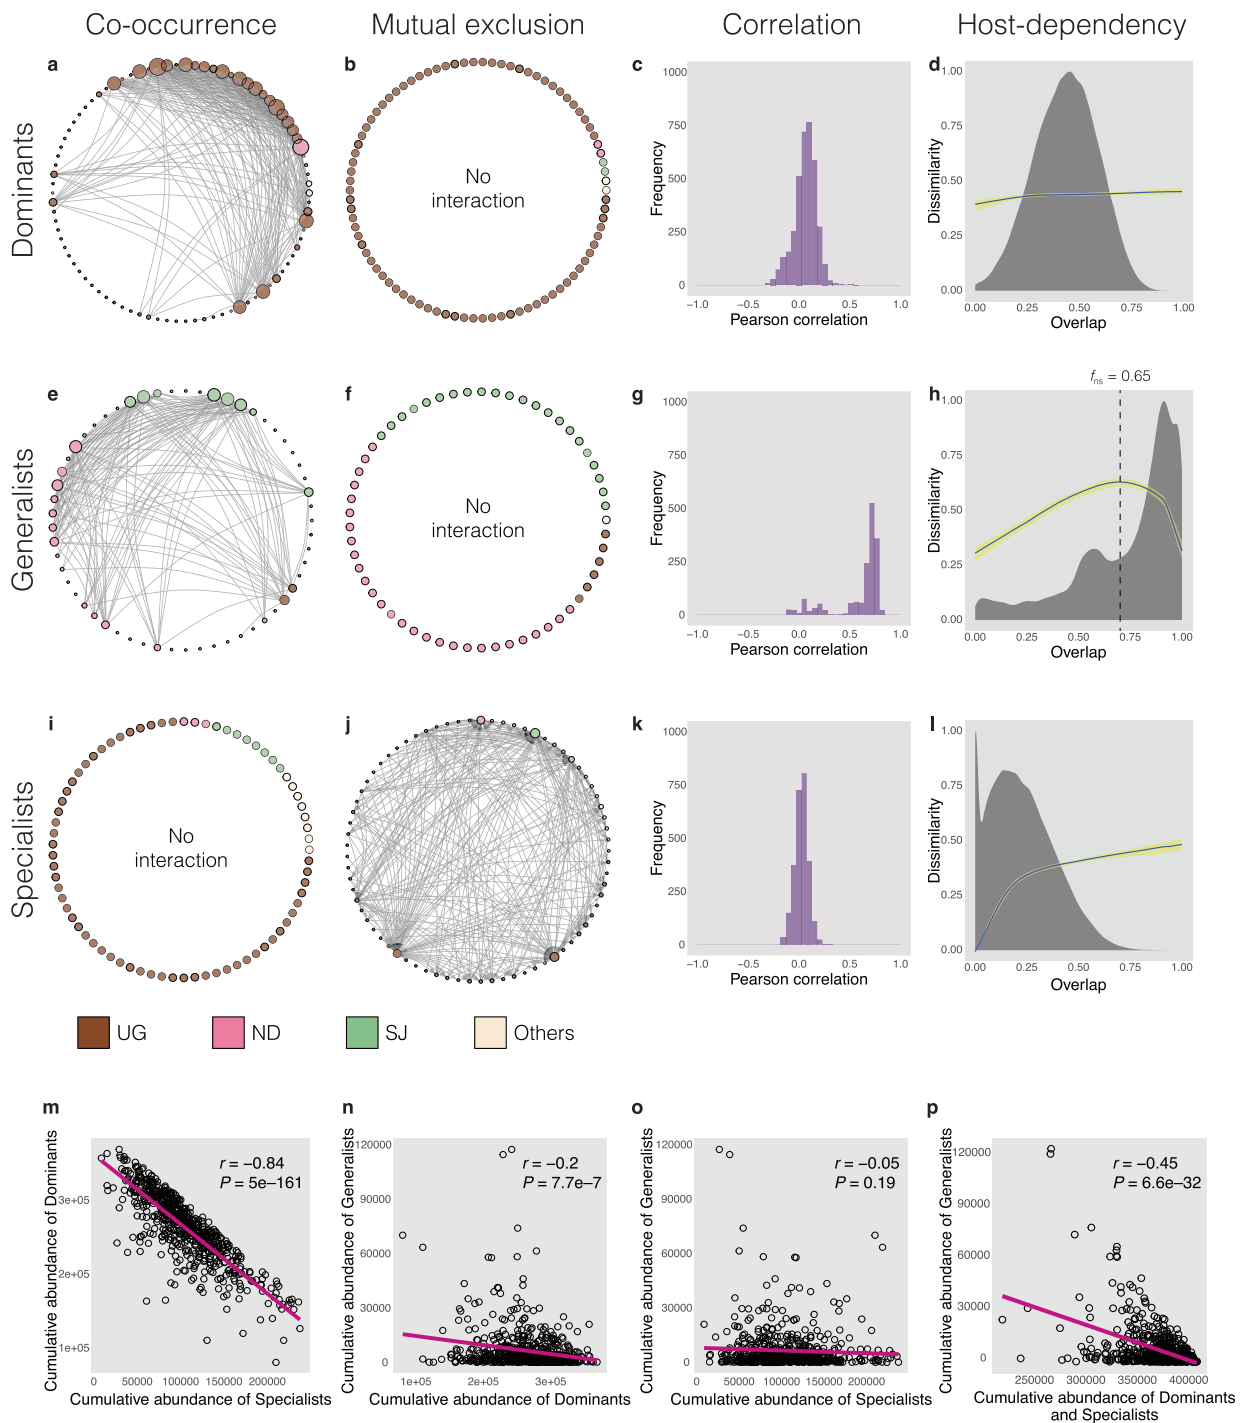 Co-occurrence
Mutual exclusion
Correlation
Host-dependency
Dominants
a
b
No
interaction
c
1000
750
500
250
0
Frequency
−1.0
−0.5
0.0
0.5
1.0
Pearson correlation
d
1.00
0.75
0.50
0.25
0.00
Dissimilarity
0.00
0.25
0.50
0.75
1.00
Overlap
Generalists
e
f
No
interaction
g
1000
750
500
250
0
Frequency
−1.0
−0.5
0.0
0.5
1.0
Pearson correlation
fns = 0.65
h
1.00
0.75
0.50
0.25
0.00
Dissimilarity
0.00
0.25
0.50
0.75
1.00
Overlap
Specialists
i
No
interaction
j
k
1000
750
500
250
0
Frequency
−1.0
−0.5
0.0
0.5
1.0
Pearson correlation
l
1.00
0.75
0.50
0.25
0.00
Dissimilarity
0.00
0.25
0.50
0.75
1.00
Overlap
UG
ND
SJ
Others
m
Cumulative abundance of Dominants
3e+05
2e+05
1e+05
r = −0.84
P = 5e−161
0
50000
100000
150000
200000
Cumulative abundance of Specialists
n
Cumulative abundance of Generalists
120000
90000
60000
30000
0
r = −0.2
P = 7.7e−7
1e+05
2e+05
3e+05
Cumulative abundance of Dominants
o
Cumulative abundance of Generalists
120000
90000
60000
30000
0
r = −0.05
P = 0.19
0
50000
100000
150000
200000
Cumulative abundance of Specialists
p
Cumulative abundance of Generalists
120000
90000
60000
30000
0
r = −0.45
P = 6.6e−32
250000
300000
350000
400000
Cumulative abundance of Dominants
and Specialists